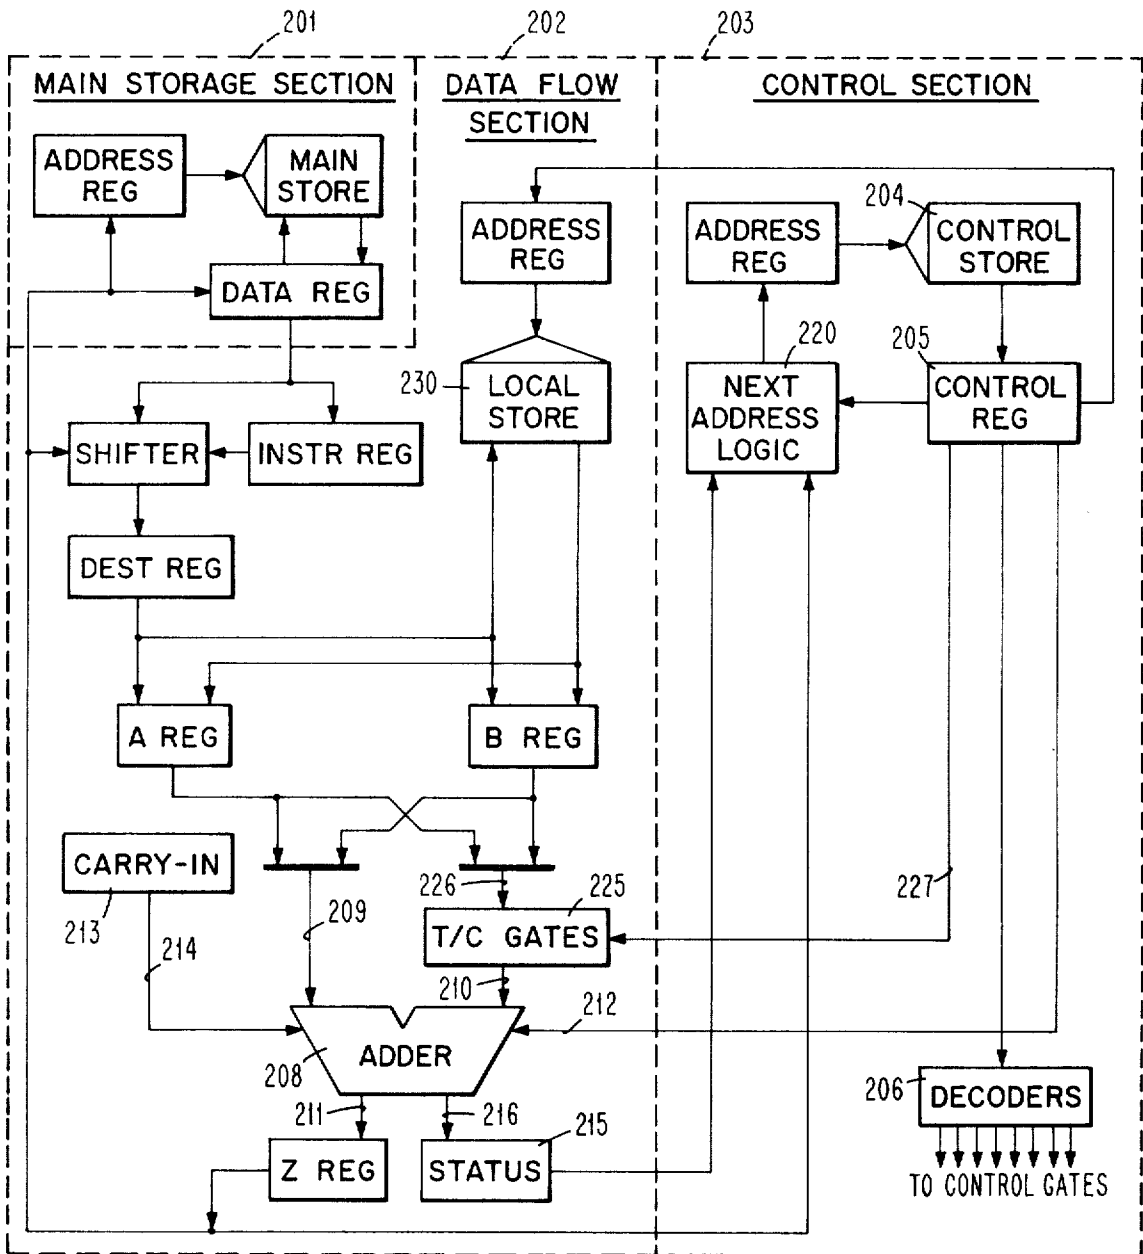 201
202
203
MAIN STORAGE SECTION
DATA FLOW
SECTION
CONTROL SECTION
ADDRESS
REG
MAIN
STORE
DATA REG
ADDRESS
REG
ADDRESS
REG
204
CONTROL
STORE
230
LOCAL
STORE
220
NEXT
ADDRESS
LOGIC
205
CONTROL
REG
SHIFTER
INSTR REG
DEST REG
A REG
B REG
CARRY-IN
213
214
209
226
225
T/C GATES
227
210
212
208
ADDER
206
DECODERS
211
216
215
Z REG
STATUS
TO CONTROL GATES